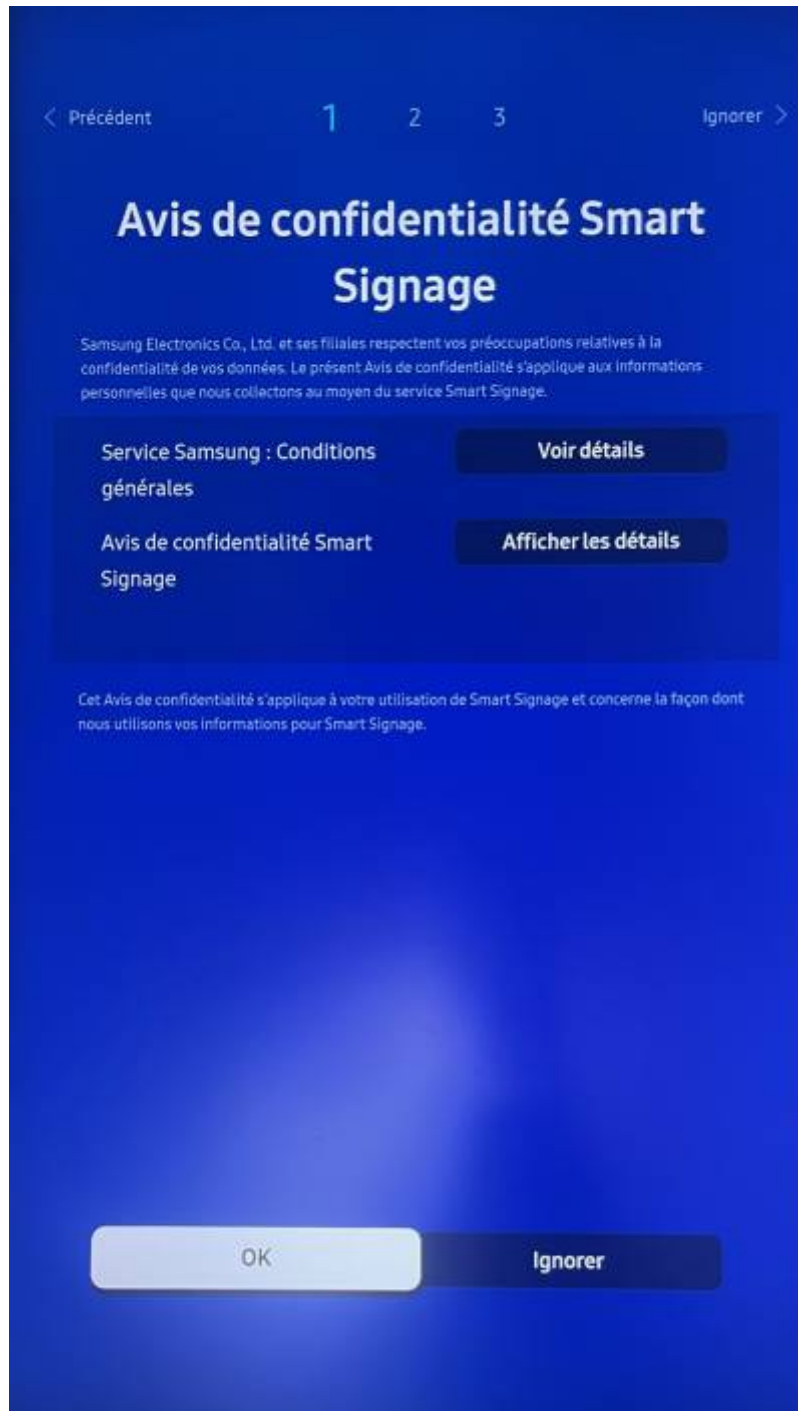 < Précédent 1 2 3 Ignorer >
Avis de confidentialité Smart
Signage
Samsung Electronics Co., Ltd. et ses filiales respectent vos préoccupations relatives à la
confidentialité de vos données. Le présent Avis de confidentialité s'applique aux informations
personnelles que nous collectons au moyen du service Smart Signage.
Service Samsung : Conditions
générales
Voir détails
Avis de confidentialité Smart
Signage
Afficher les détails
Cet Avis de confidentialité s'applique à votre utilisation de Smart Signage et concerne la façon dont
nous utilisons vos informations pour Smart Signage.
OK Ignorer